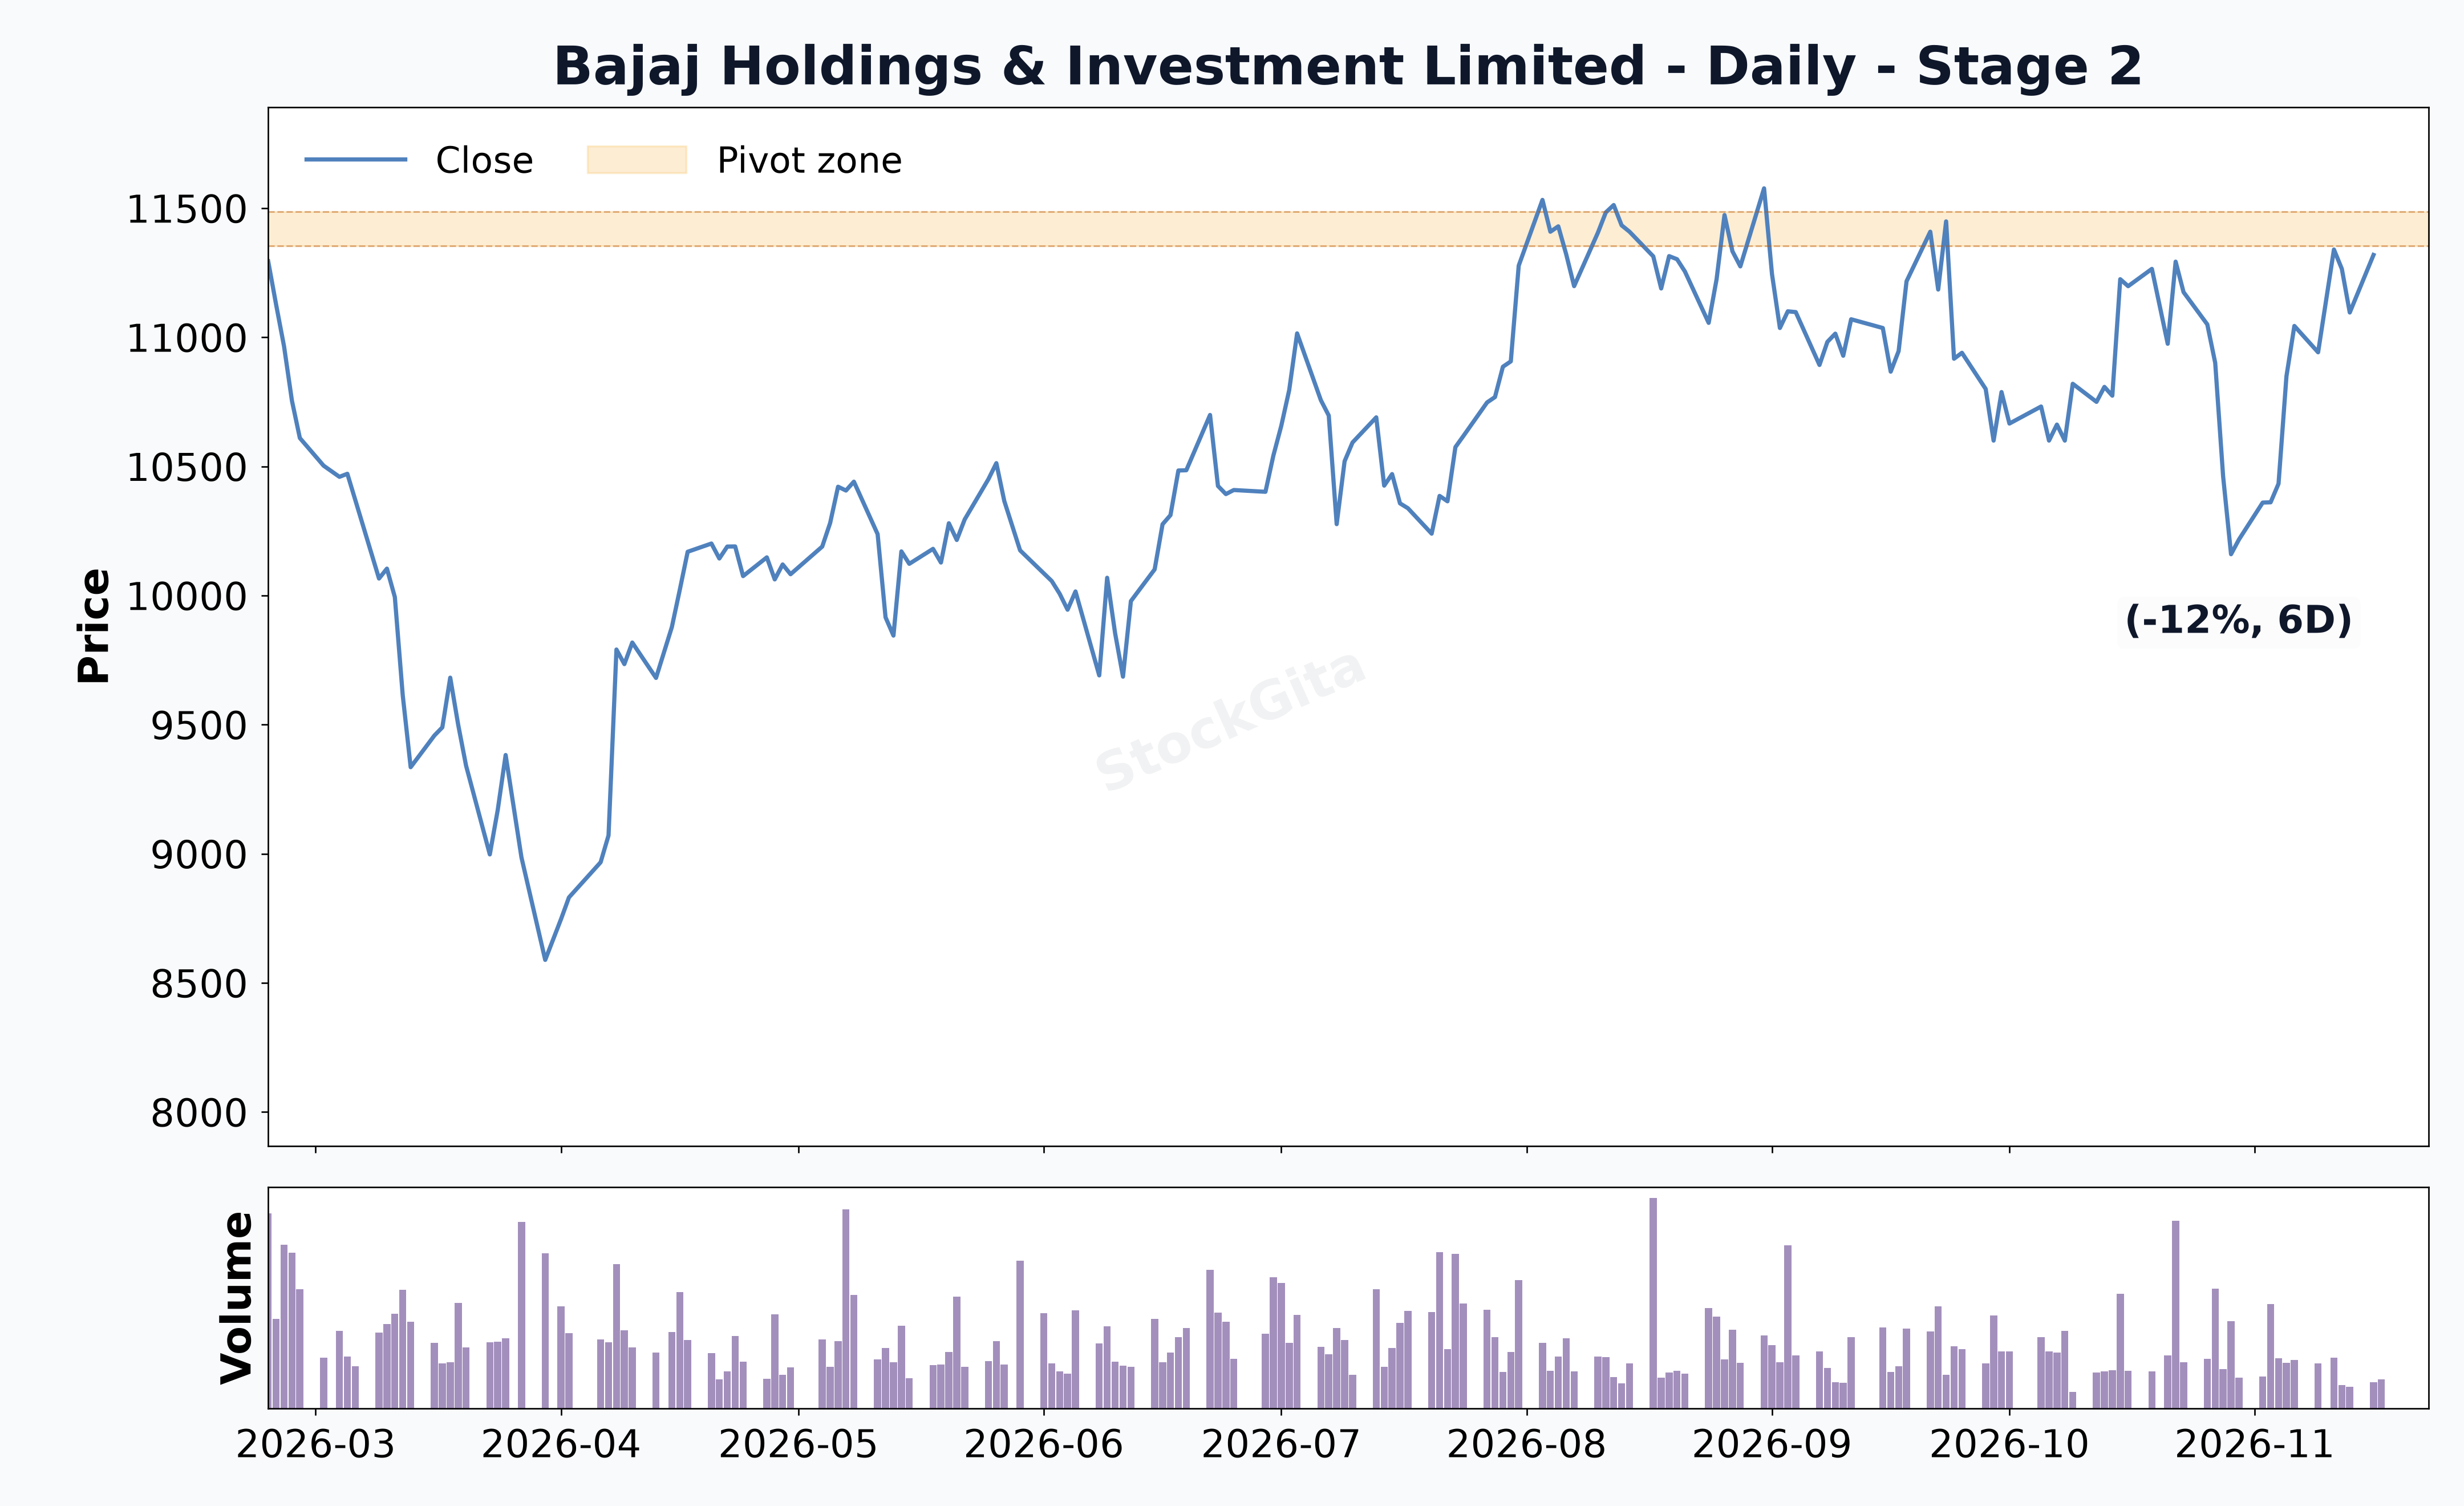 Bajaj Holdings & Investment Limited - Daily - Stage 2
Close
Pivot zone
11500
11000
10500
10000
9500
9000
8500
8000
Price
(-12%, 6D)
StockGita
Volume
2026-03
2026-04
2026-05
2026-06
2026-07
2026-08
2026-09
2026-10
2026-11